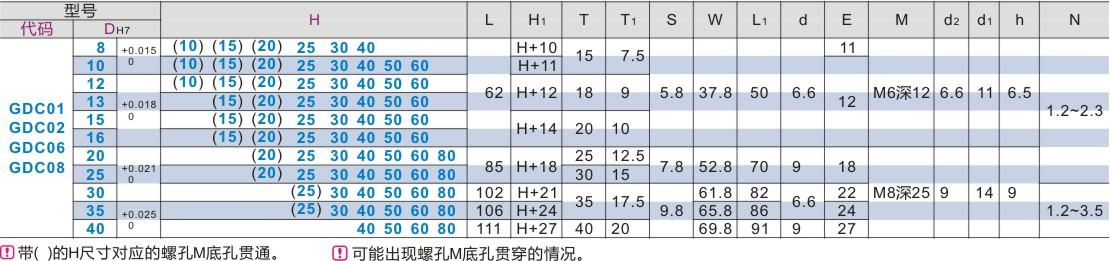 型号 H L H1 T T1 S W L1 d E M d2 d1 h N
代码 DH7
GDC01
GDC02
GDC06
GDC08
8 +0.015 0 (10) (15) (20) 25 30 40 H+10 15 7.5 11
10 (10) (15) (20) 25 30 40 50 60 H+11
12 +0.018 0 (10) (15) (20) 25 30 40 50 60 62 H+12 18 9 5.8 37.8 50 6.6 12 M6深12 6.6 11 6.5 1.2~2.3
13 (15) (20) 25 30 40 50 60
15 (15) (20) 25 30 40 50 60 H+14 20 10
16 (15) (20) 25 30 40 50 60
20 +0.021 0 (20) 25 30 40 50 60 80 85 H+18 25 12.5 7.8 52.8 70 9 18
25 (20) 25 30 40 50 60 80 30 15
30 +0.025 0 (25) 30 40 50 60 80 102 H+21 35 17.5 9.8 61.8 82 6.6 22 M8深25 9 14 9 1.2~3.5
35 (25) 30 40 50 60 80 106 H+24 65.8 86 24
40 40 50 60 80 111 H+27 40 20 69.8 91 9 27
带( )的H尺寸对应的螺孔M底孔贯通。 可能出现螺孔M底孔贯穿的情况。